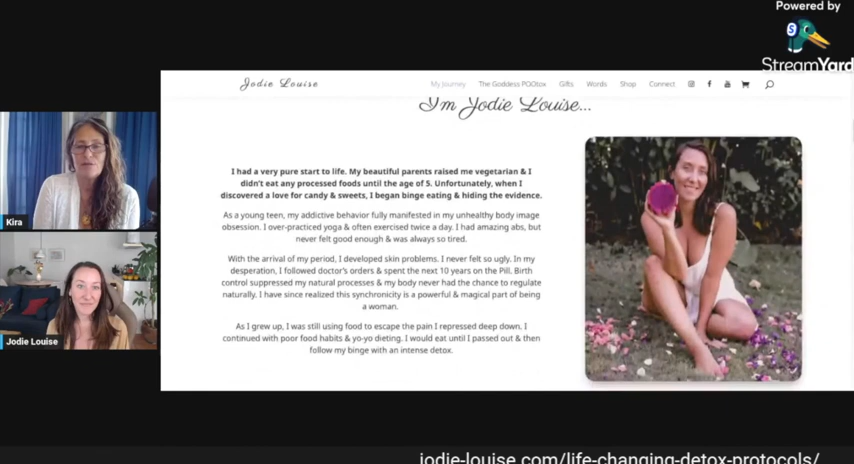 Powered by
StreamYard
Jodie Louise
My Journey The Goddess POOtox Gifts Words Shop Connect
I'm Jodie Louise...
I had a very pure start to life. My beautiful parents raised me vegetarian & I
didn't eat any processed foods until the age of 5. Unfortunately, when I
discovered a love for candy & sweets, I began binge eating & hiding the evidence.
As a young teen, my addictive behavior fully manifested in my unhealthy body image
obsession. I over-practiced yoga & often exercised twice a day. I had amazing abs, but
never felt good enough & was always so tired.
With the arrival of my period, I developed skin problems. I never felt so ugly. In my
desperation, I followed doctor's orders & spent the next 10 years on the Pill. Birth
control suppressed my natural processes & my body never had the chance to regulate
naturally. I have since realized this synchronicity is a powerful & magical part of being
a woman.
As I grew up, I was still using food to escape the pain I repressed deep down. I
continued with poor food habits & yo-yo dieting. I would eat until I passed out & then
follow my binge with an intense detox.
Kira
Jodie Louise
jodie-louise.com/life-changing-detox-protocols/